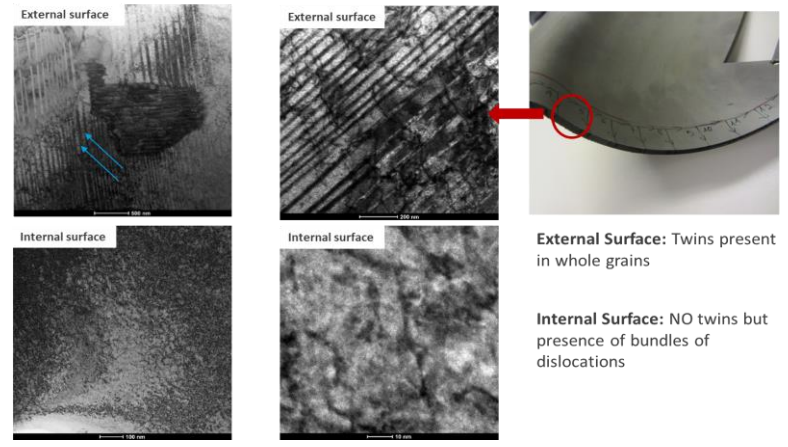 External surface
External surface
500 nm
200 nm
Internal surface
Internal surface
100 nm
10 nm
External Surface: Twins present
in whole grains
Internal Surface: NO twins but
presence of bundles of
dislocations